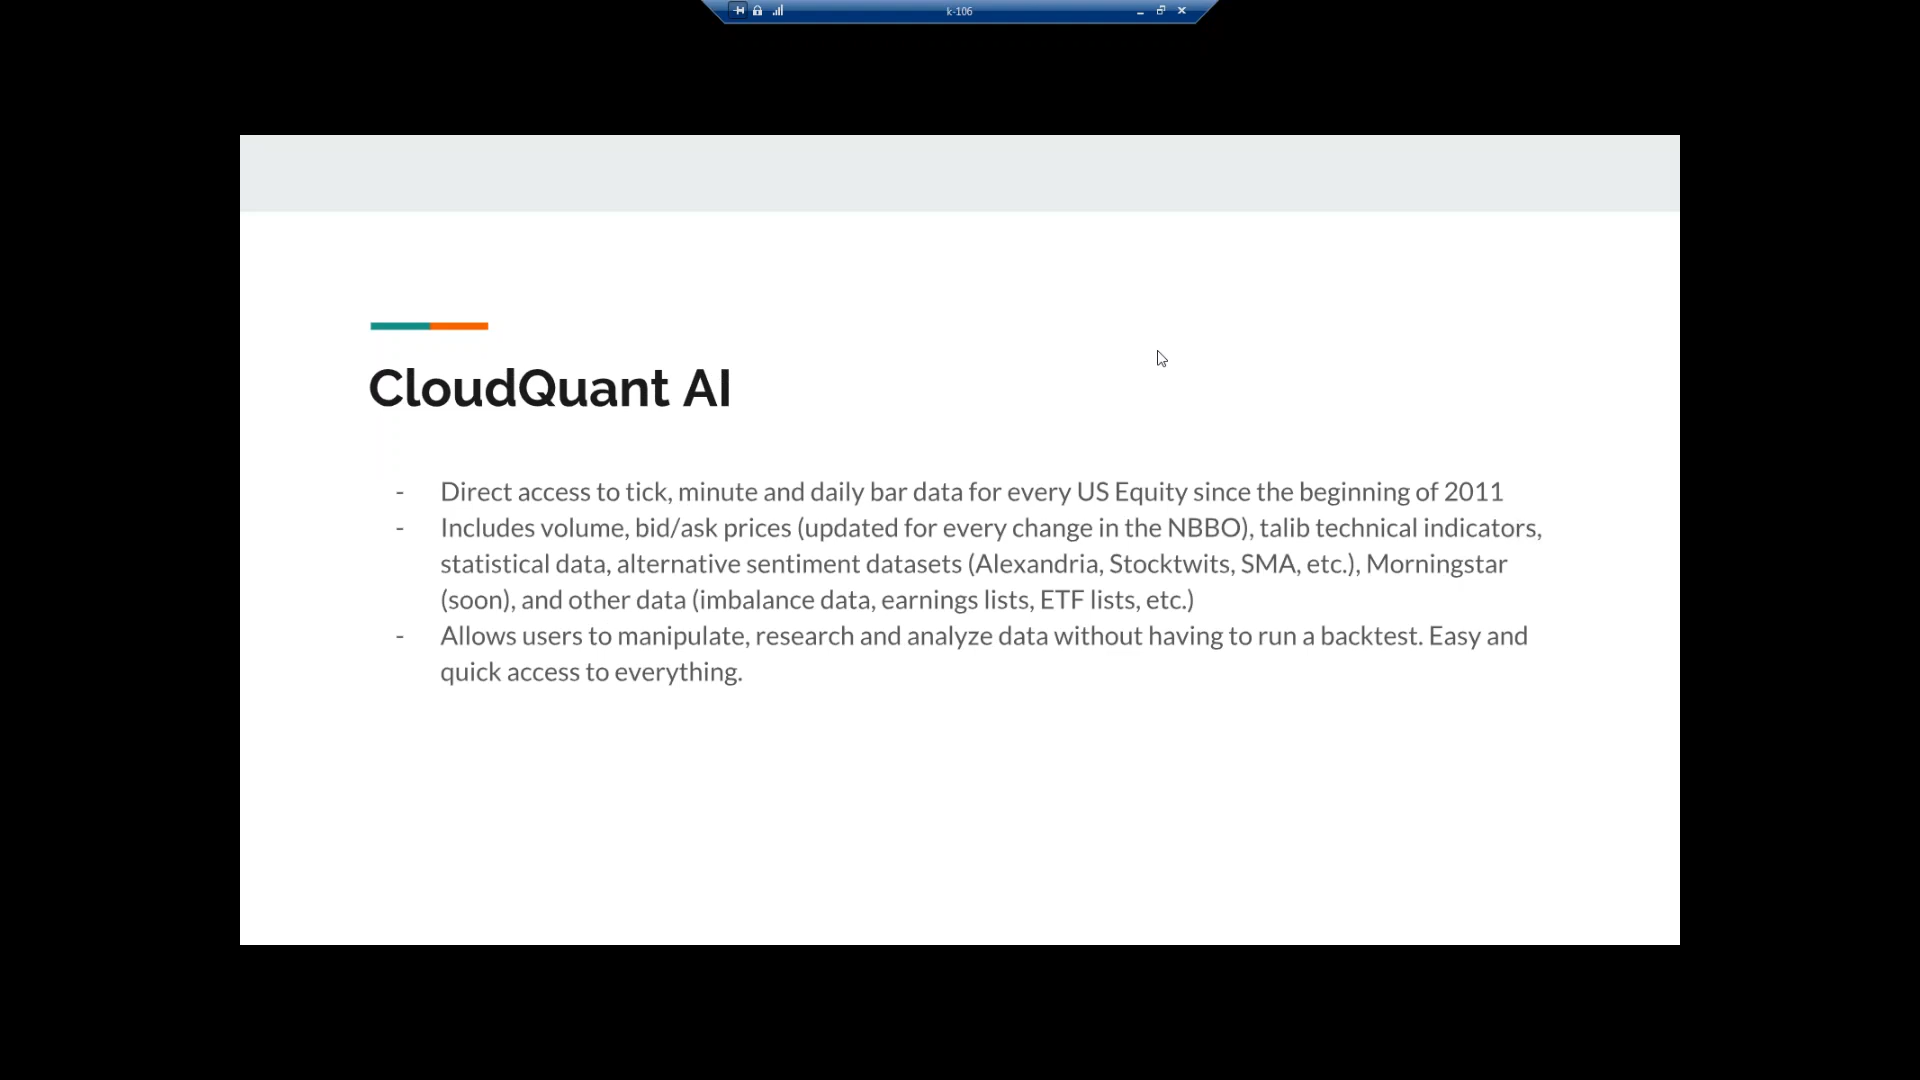 k-106
CloudQuant AI
- Direct access to tick, minute and daily bar data for every US Equity since the beginning of 2011
- Includes volume, bid/ask prices (updated for every change in the NBBO), talib technical indicators,
statistical data, alternative sentiment datasets (Alexandria, Stocktwits, SMA, etc.), Morningstar
(soon), and other data (imbalance data, earnings lists, ETF lists, etc.)
- Allows users to manipulate, research and analyze data without having to run a backtest. Easy and
quick access to everything.